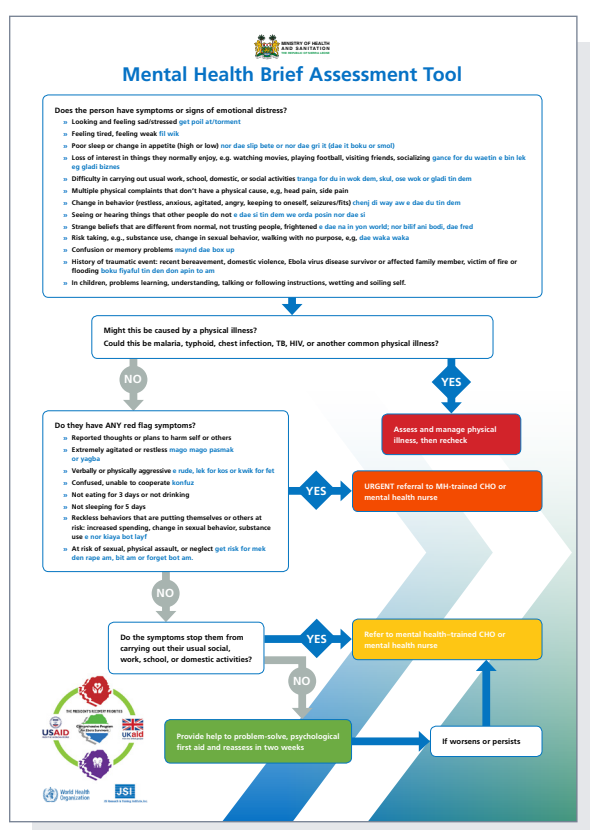 MINISTRY OF HEALTH
AND SANITATION
Mental Health Brief Assessment Tool
Does the person have symptoms or signs of emotional distress?
» Looking and feeling sad/stressed get poil at/torment
» Feeling tired, feeling weak fil wik
» Poor sleep or change in appetite (high or low) nor dae slip bete or nor dae gri it (dae it boku or smol)
» Loss of interest in things they normally enjoy, e.g. watching movies, playing football, visiting friends, socializing gance for du waetin e bin lek
eg gladi biznes
» Difficulty in carrying out usual work, school, domestic, or social activities tranga for du in wok dem, skul, ose wok or gladi tin dem
» Multiple physical complaints that don't have a physical cause, e,g, head pain, side pain
» Change in behavior (restless, anxious, agitated, angry, keeping to oneself, seizures/fits) chenj di way aw e dae du tin dem
» Seeing or hearing things that other people do not e dae si tin dem we orda posin nor dae si
» Strange beliefs that are different from normal, not trusting people, frightened e dae na in yon world; nor bilif ani bodi, dae fred
» Risk taking, e.g., substance use, change in sexual behavior, walking with no purpose, e,g, dae waka waka
» Confusion or memory problems maynd dae box up
» History of traumatic event: recent bereavement, domestic violence, Ebola virus disease survivor or affected family member, victim of fire or
flooding boku fiyaful tin den don apin to am
» In children, problems learning, understanding, talking or following instructions, wetting and soiling self.
Might this be caused by a physical illness?
Could this be malaria, typhoid, chest infection, TB, HIV, or another common physical illness?
NO
YES
Assess and manage physical
illness, then recheck
Do they have ANY red flag symptoms?
» Reported thoughts or plans to harm self or others
» Extremely agitated or restless mago mago pasmak
or yagba
» Verbally or physically aggressive e rude, lek for kos or kwik for fet
» Confused, unable to cooperate konfuz
» Not eating for 3 days or not drinking
» Not sleeping for 5 days
» Reckless behaviors that are putting themselves or others at
risk: increased spending, change in sexual behavior, substance
use e nor kiaya bot layf
» At risk of sexual, physical assault, or neglect get risk for mek
den rape am, bit am or forget bot am.
YES
URGENT referral to MH-trained CHO or
mental health nurse
NO
Do the symptoms stop them from
carrying out their usual social,
work, school, or domestic activities?
YES
Refer to mental health–trained CHO or
mental health nurse
NO
Provide help to problem-solve, psychological
first aid and reassess in two weeks
If worsens or persists
THE PRESIDENT'S RECOVERY PRIORITIES
USAID
UKaid
World Health
Organization
JSI